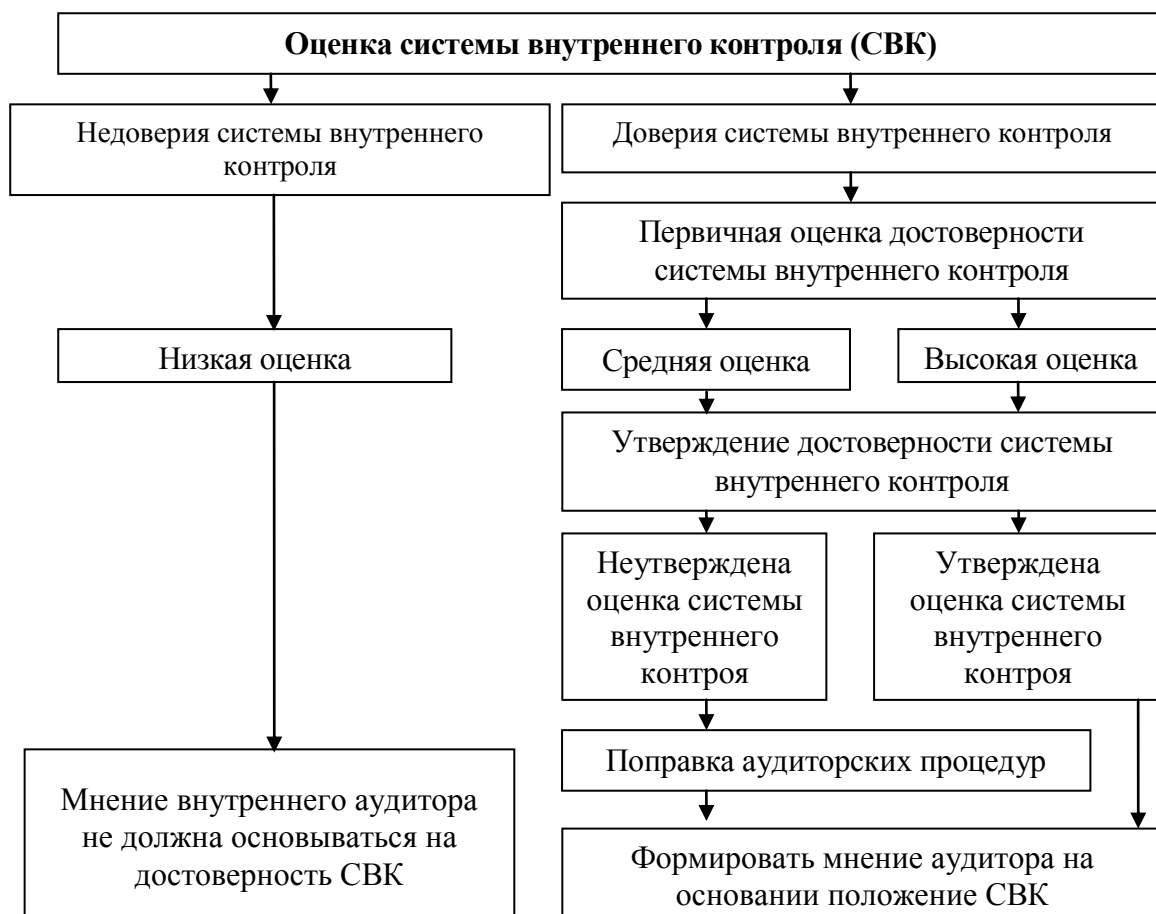 Оценка системы внутреннего контроля (СВК)
Недоверия системы внутреннего
контроля
Доверия системы внутреннего контроля
Первичная оценка достоверности
системы внутреннего контроля
Низкая оценка
Средняя оценка
Высокая оценка
Утверждение достоверности системы
внутреннего контроля
Неутверждена
оценка системы
внутреннего
контроя
Утверждена
оценка системы
внутреннего
контроя
Поправка аудиторских процедур
Мнение внутреннего аудитора
не должна основываться на
достоверность СВК
Формировать мнение аудитора на
основании положение СВК